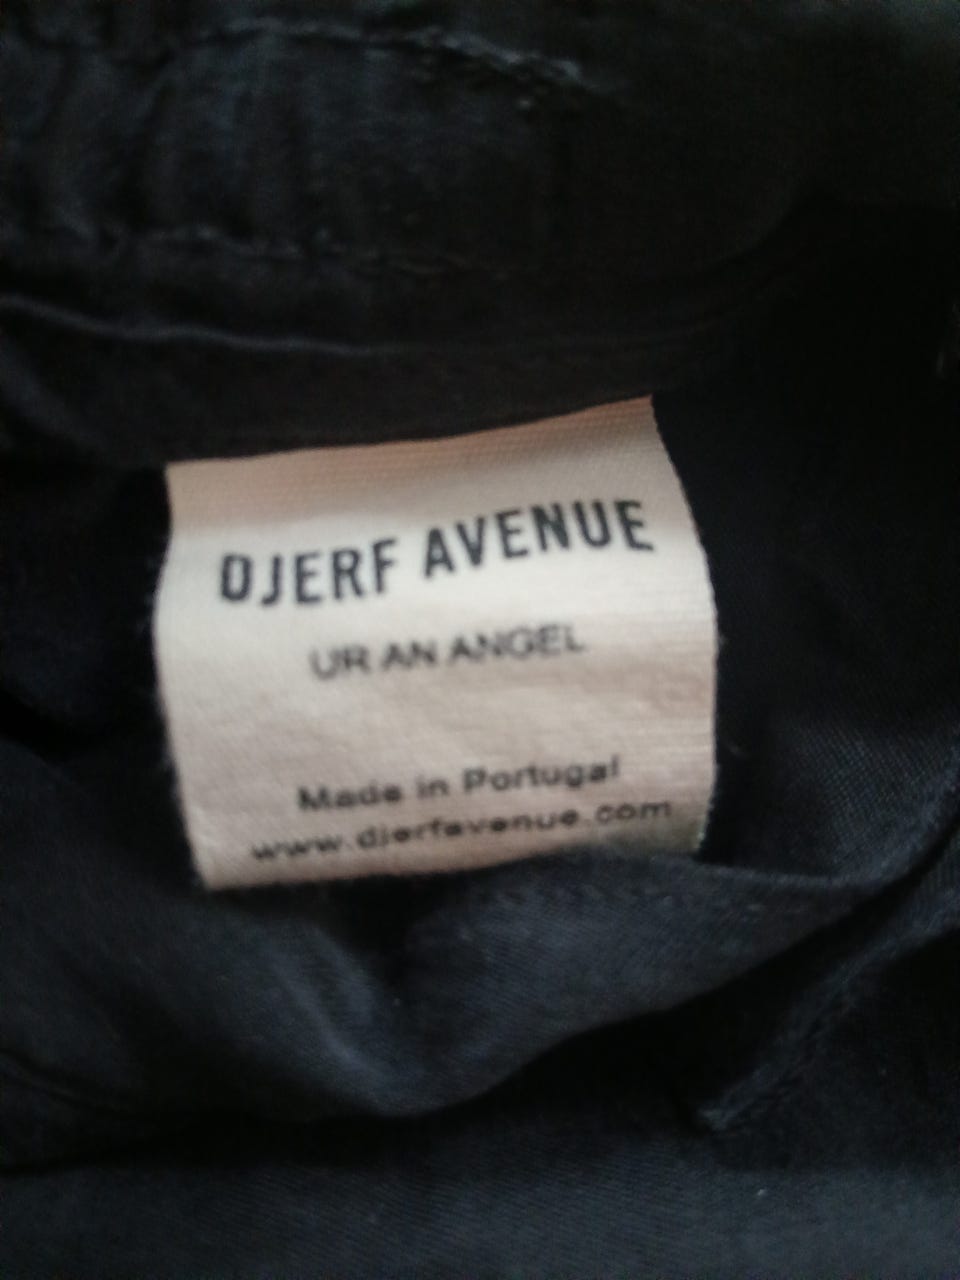 DJERF AVENUE
UR AN ANGEL
Made in Portugal
www.djerfavenue.com